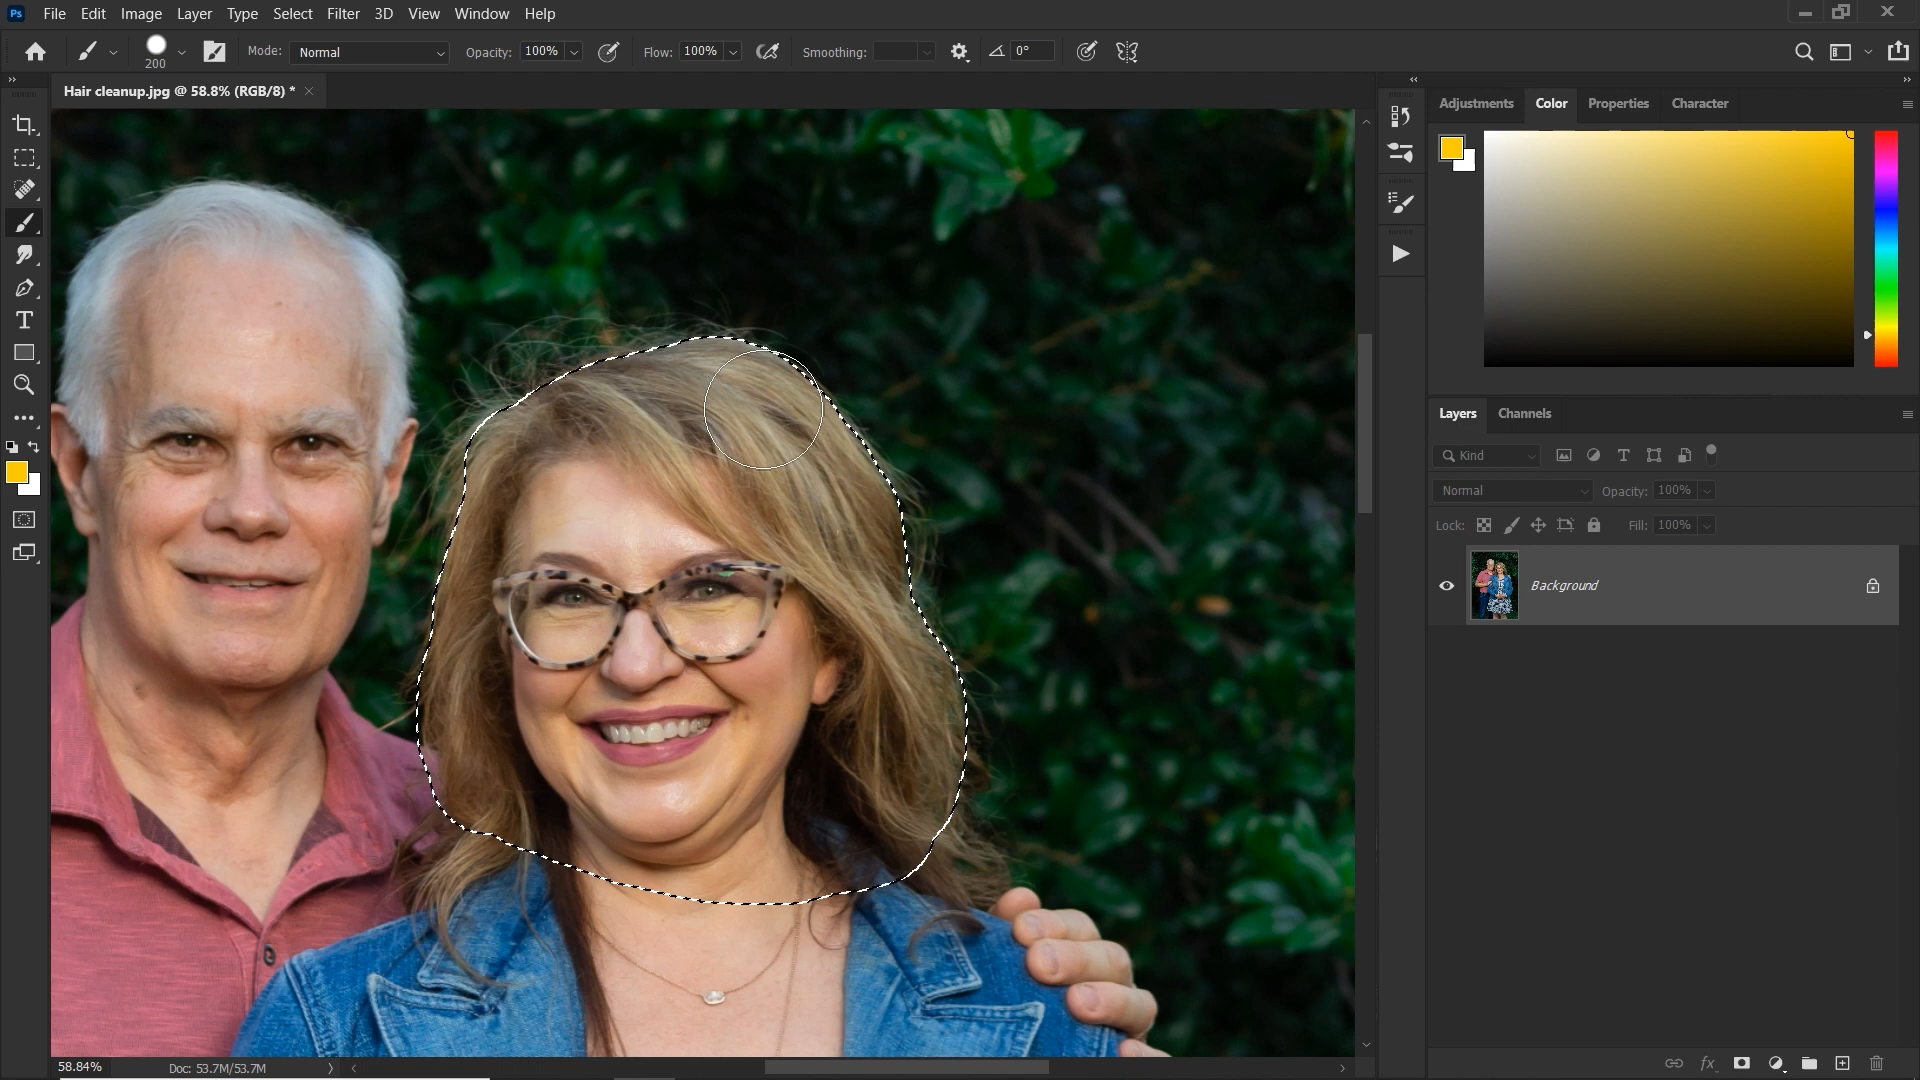 Ps File Edit Image Layer Type Select Filter 3D View Window Help
200 Mode: Normal Opacity: 100% Flow: 100% Smoothing: 0°
Hair cleanup.jpg @ 58.8% (RGB/8) *
Adjustments Color Properties Character
Layers Channels
Kind
Normal Opacity: 100%
Lock: Fill: 100%
Background
fx
58.84% Doc: 53.7M/53.7M